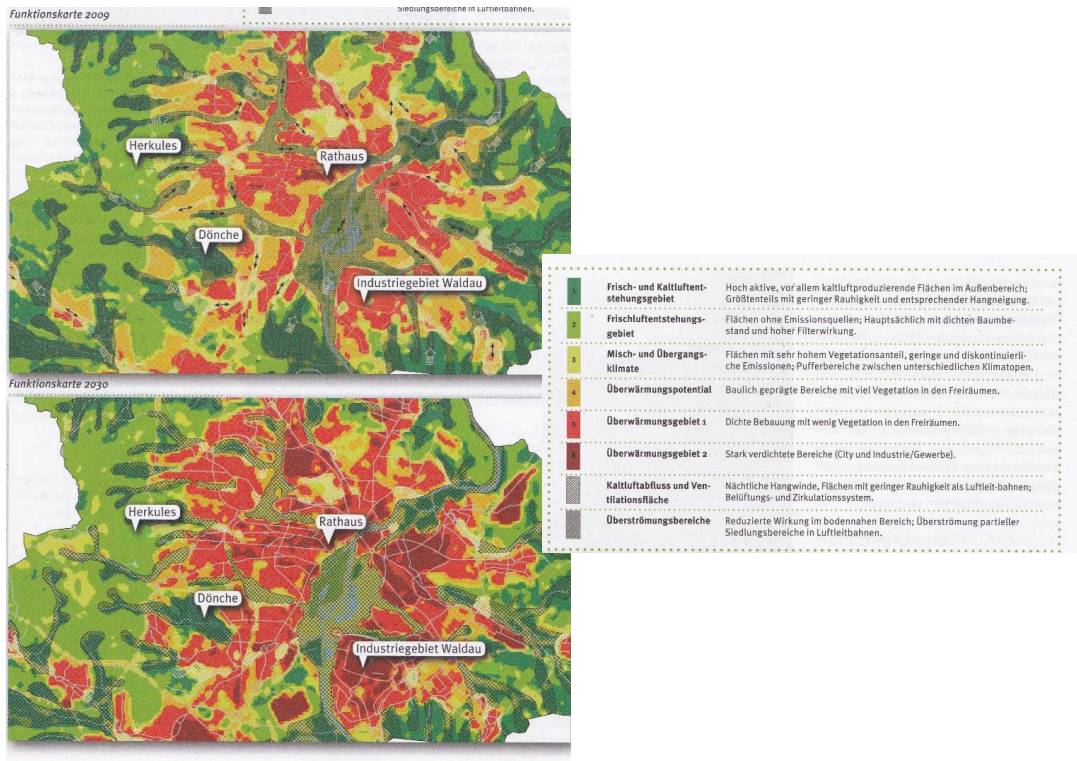 Funktionskarte 2009
Siedlungsbereiche in Luftleitbahnen.
Herkules
Rathaus
Dönche
Industriegebiet Waldau
Funktionskarte 2030
Herkules
Rathaus
Dönche
Industriegebiet Waldau
1
Frisch- und Kaltluftent-
stehungsgebiet
Hoch aktive, vor allem kaltluftproduzierende Flächen im Außenbereich;
Größtenteils mit geringer Rauhigkeit und entsprechender Hangneigung.
2
Frischluftentstehungs-
gebiet
Flächen ohne Emissionsquellen; Hauptsächlich mit dichten Baumbe-
stand und hoher Filterwirkung.
3
Misch- und Übergangs-
klimate
Flächen mit sehr hohem Vegetationsanteil, geringe und diskontinuierli-
che Emissionen; Pufferbereiche zwischen unterschiedlichen Klimatopen.
4
Überwärmungspotential
Baulich geprägte Bereiche mit viel Vegetation in den Freiräumen.
5
Überwärmungsgebiet 1
Dichte Bebauung mit wenig Vegetation in den Freiräumen.
6
Überwärmungsgebiet 2
Stark verdichtete Bereiche (City und Industrie/Gewerbe).
Kaltluftabfluss und Ven-
tilationsfläche
Nächtliche Hangwinde, Flächen mit geringer Rauhigkeit als Luftleit-bahnen;
Belüftungs- und Zirkulationssystem.
Überströmungsbereiche
Reduzierte Wirkung im bodennahen Bereich; Überströmung partieller
Siedlungsbereiche in Luftleitbahnen.